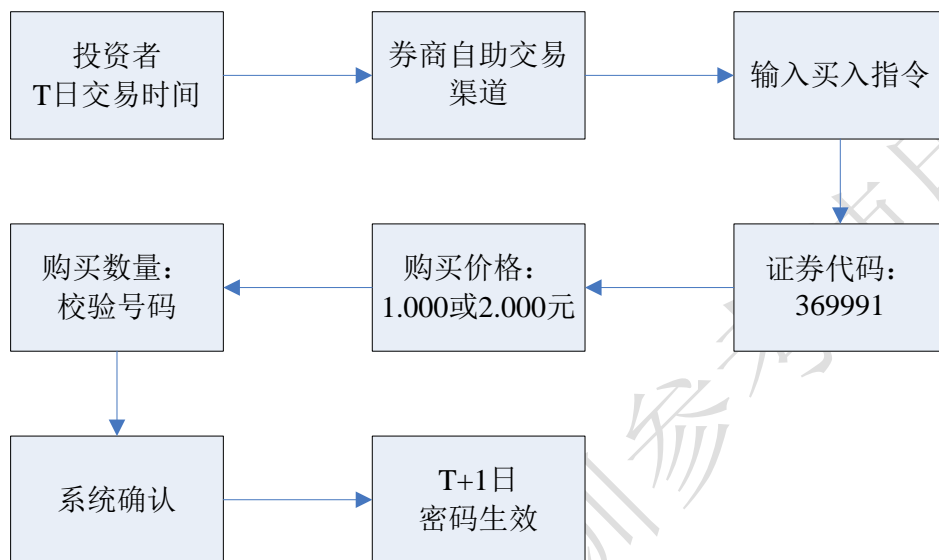 投资者
T日交易时间
券商自助交易
渠道
输入买入指令
证券代码：
369991
购买价格：
1.000或2.000元
购买数量：
校验号码
系统确认
T+1日
密码生效